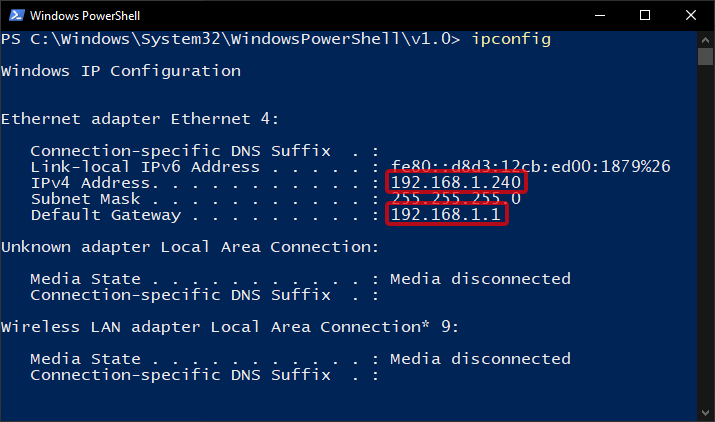 Windows PowerShell
PS C:\Windows\System32\WindowsPowerShell\v1.0> ipconfig
Windows IP Configuration
Ethernet adapter Ethernet 4:
Connection-specific DNS Suffix  . :
Link-local IPv6 Address . . . . . : fe80::d8d3:12cb:ed00:1879%26
IPv4 Address. . . . . . . . . . . : 192.168.1.240
Subnet Mask . . . . . . . . . . . : 255.255.255.0
Default Gateway . . . . . . . . . : 192.168.1.1
Unknown adapter Local Area Connection:
Media State . . . . . . . . . . . : Media disconnected
Connection-specific DNS Suffix  . :
Wireless LAN adapter Local Area Connection* 9:
Media State . . . . . . . . . . . : Media disconnected
Connection-specific DNS Suffix  . :